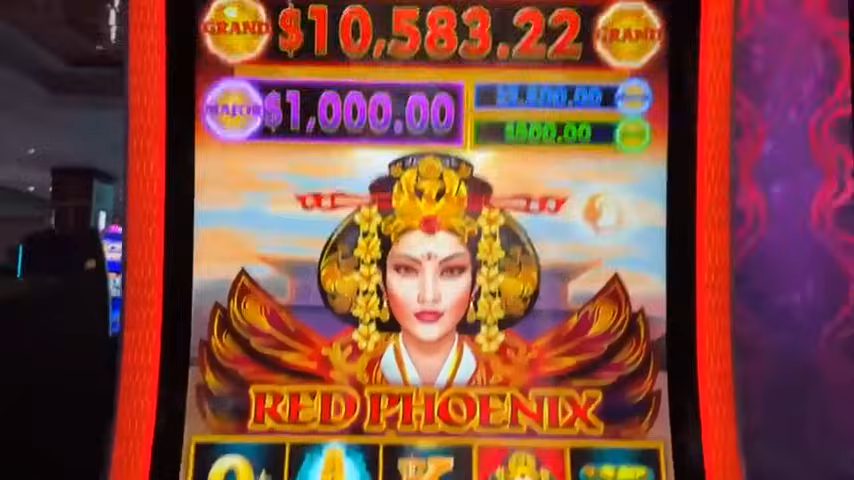 GRAND $10,583.22 GRAND
MAJOR $1,000.00
$500.00
RED PHOENIX
K